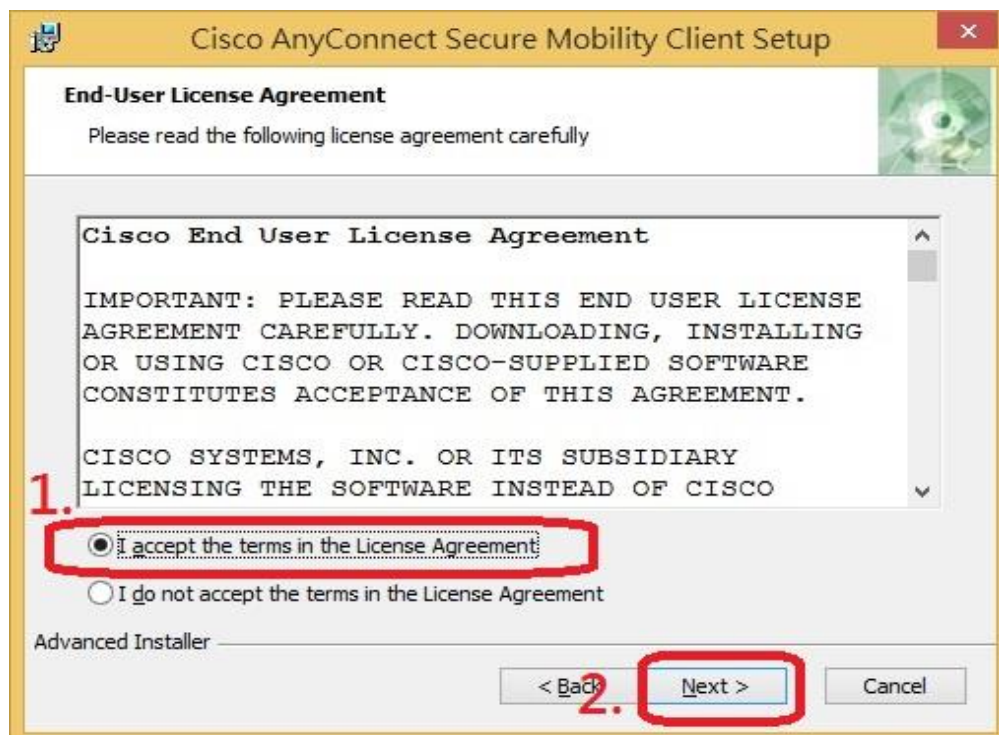 Cisco AnyConnect Secure Mobility Client Setup
End-User License Agreement
Please read the following license agreement carefully
Cisco End User License Agreement
IMPORTANT: PLEASE READ THIS END USER LICENSE
AGREEMENT CAREFULLY. DOWNLOADING, INSTALLING
OR USING CISCO OR CISCO-SUPPLIED SOFTWARE
CONSTITUTES ACCEPTANCE OF THIS AGREEMENT.
CISCO SYSTEMS, INC. OR ITS SUBSIDIARY
LICENSING THE SOFTWARE INSTEAD OF CISCO
1.
I accept the terms in the License Agreement
I do not accept the terms in the License Agreement
Advanced Installer
< Back
2.
Next >
Cancel